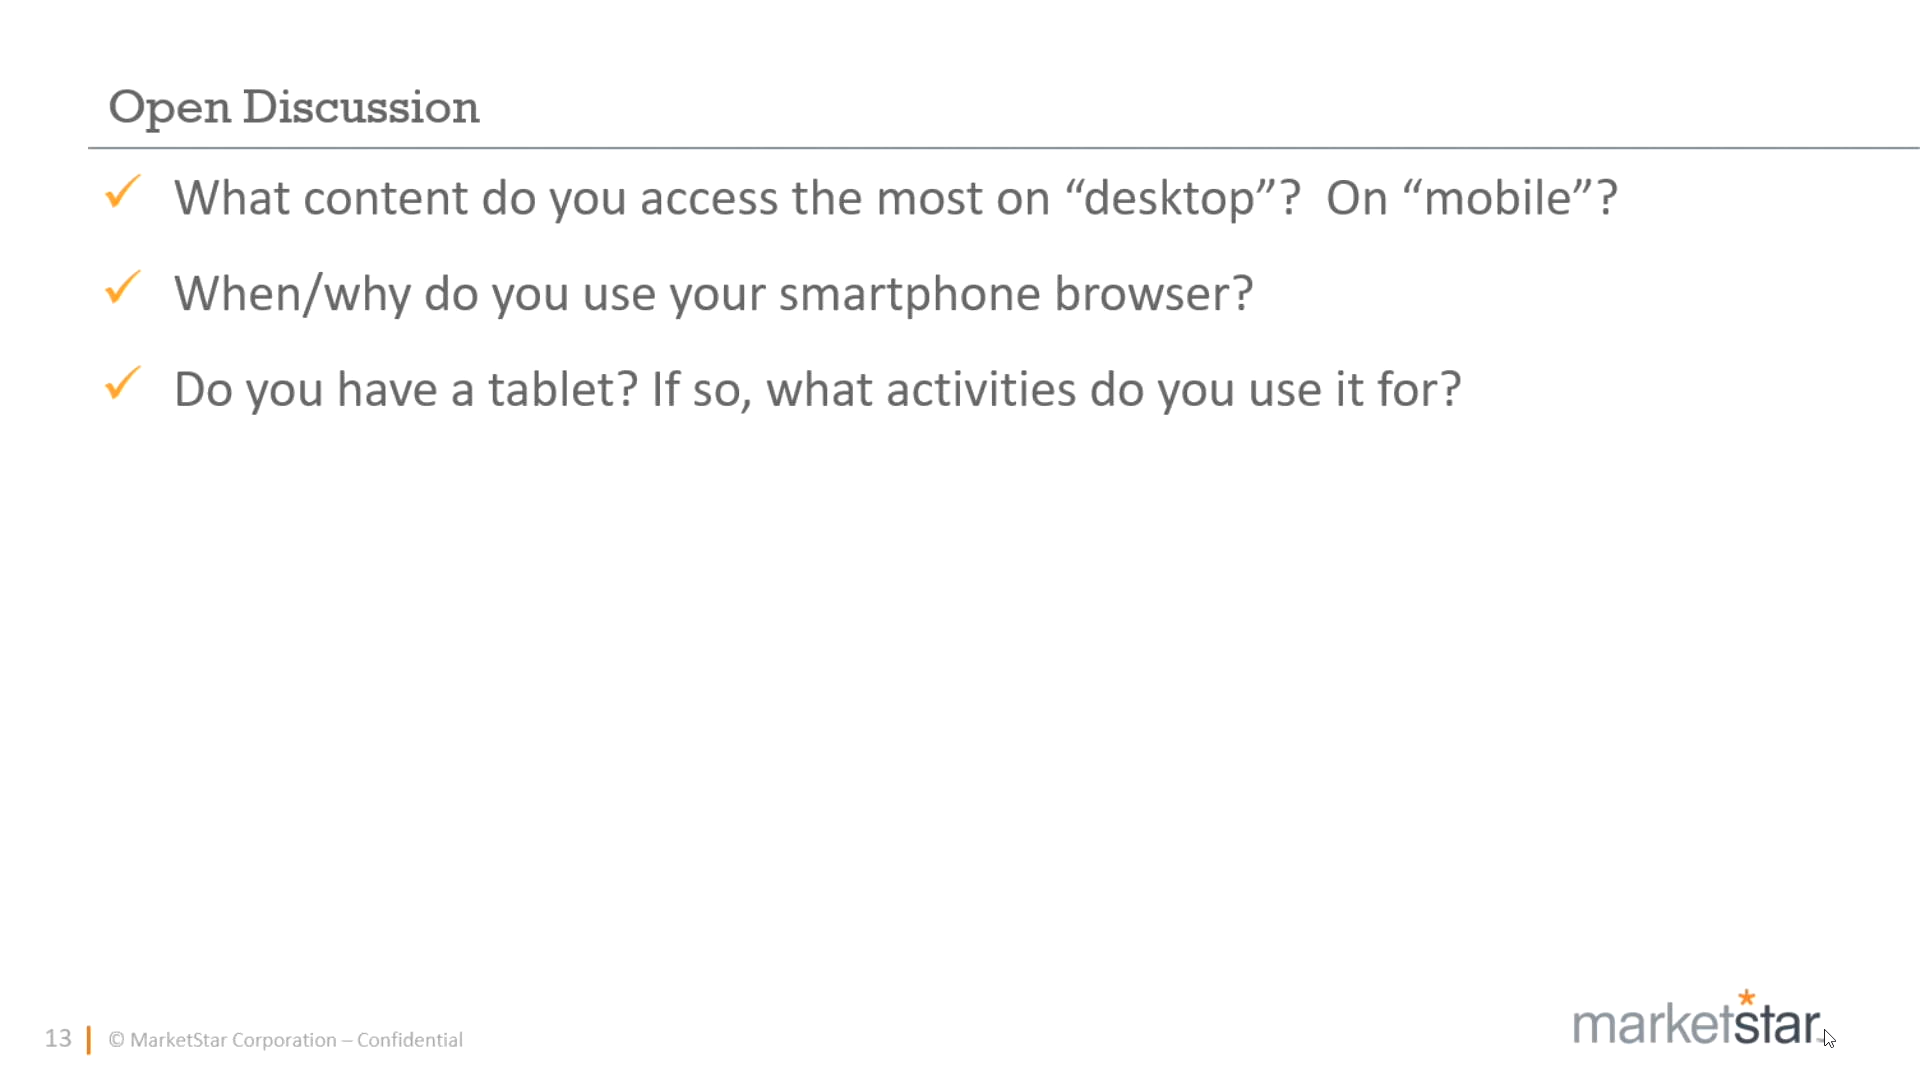 Open Discussion
What content do you access the most on “desktop”?  On “mobile”?
When/why do you use your smartphone browser?
Do you have a tablet? If so, what activities do you use it for?
13
© MarketStar Corporation – Confidential
marketstar